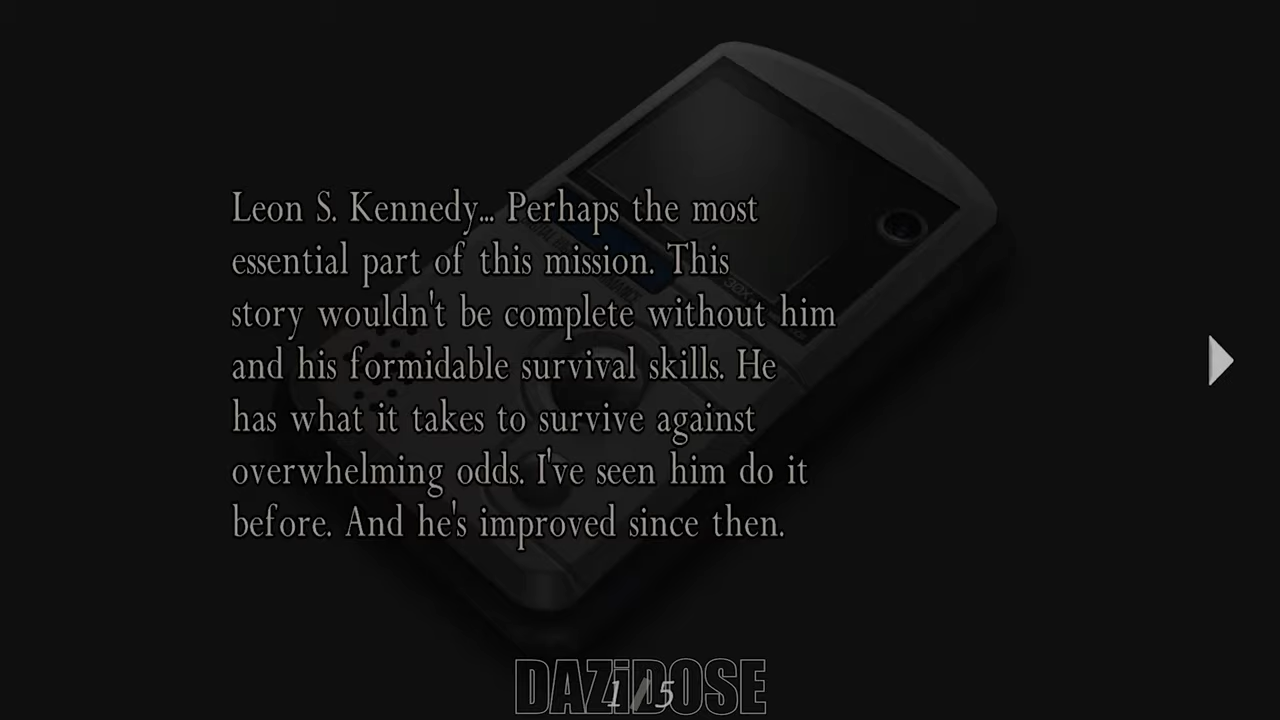 Leon S. Kennedy... Perhaps the most
essential part of this mission. This
story wouldn't be complete without him
and his formidable survival skills. He
has what it takes to survive against
overwhelming odds. I've seen him do it
before. And he's improved since then.
30X
DAZiDOSE
1 / 5